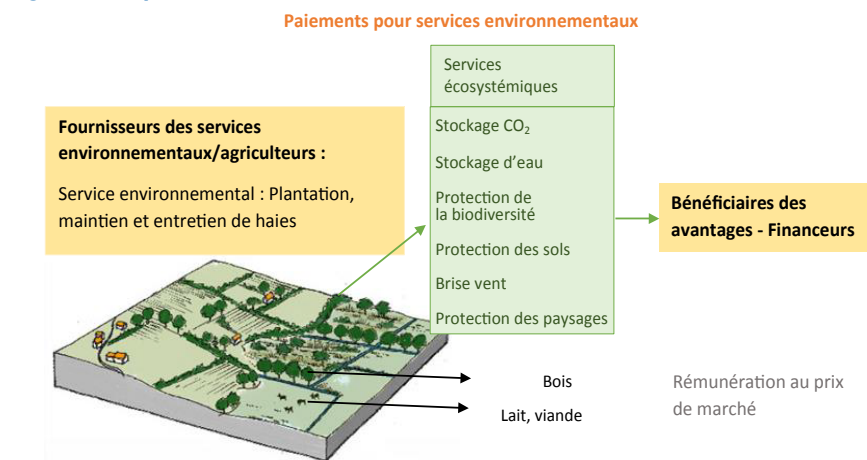 Paiements pour services environnementaux
Services
écosystémiques
Fournisseurs des services
environnementaux/agriculteurs :
Service environnemental : Plantation,
maintien et entretien de haies
Stockage CO₂
Stockage d'eau
Protection de
la biodiversité
Protection des sols
Brise vent
Protection des paysages
Bénéficiaires des
avantages - Financeurs
Bois
Lait, viande
Rémunération au prix
de marché